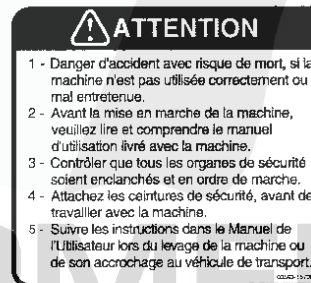 ATTENTION
1 - Danger d'accident avec risque de mort, si la
machine n'est pas utilisée correctement ou
mal entretenue.
2 - Avant la mise en marche de la machine,
veuillez lire et comprendre le manuel
d'utilisation livré avec la machine.
3 - Contrôler que tous les organes de sécurité
soient enclanchés et en ordre de marche.
4 - Attachez les ceintures de sécurité, avant de
travailler avec la machine.
5 - Suivre les instructions dans le Manuel de
l'Utilisateur lors du levage de la machine ou
de son accrochage au véhicule de transport.